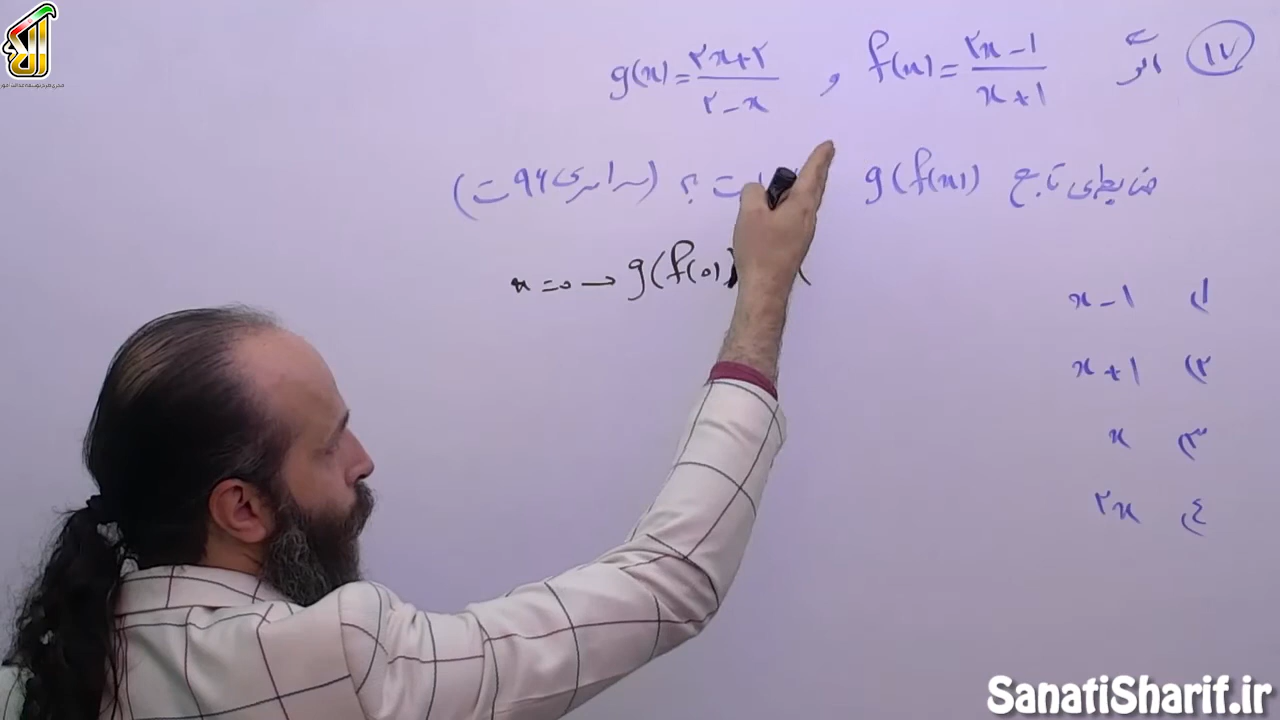 ۱۷ اگر f(x) = (۲x - ۱)/(x + ۱) و g(x) = (۲x + ۲)/(۲ - x)
ضابطه‌ی تابع g(f(x)) ؟ (سراسری ۹۶ ت)
x = ۰ → g(f(۰)
۱) x - ۱
۲) x + ۱
۳) x
۴) ۲x
SanatiSharif.ir